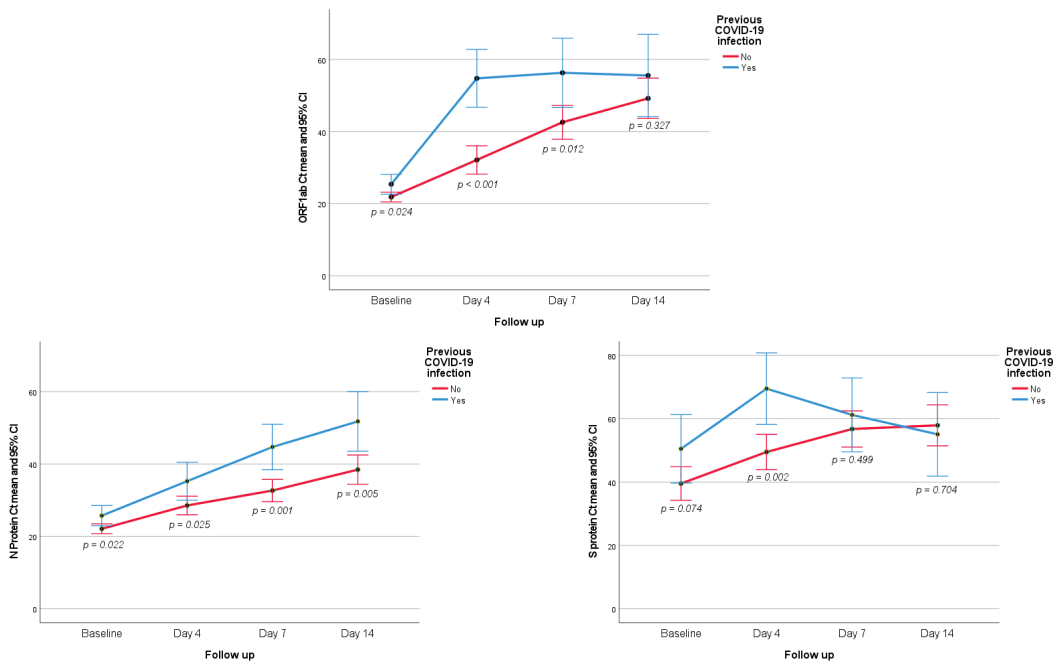 Previous
COVID-19
infection
No
Yes
ORF1ab Ct mean and 95% CI
60
40
20
0
p = 0.024
p < 0.001
p = 0.012
p = 0.327
Baseline
Day 4
Day 7
Day 14
Follow up
Previous
COVID-19
infection
No
Yes
N Protein Ct mean and 95% CI
60
40
20
0
p = 0.022
p = 0.025
p = 0.001
p = 0.005
Baseline
Day 4
Day 7
Day 14
Follow up
Previous
COVID-19
infection
No
Yes
S protein Ct mean and 95% CI
80
60
40
20
0
p = 0.074
p = 0.002
p = 0.499
p = 0.704
Baseline
Day 4
Day 7
Day 14
Follow up